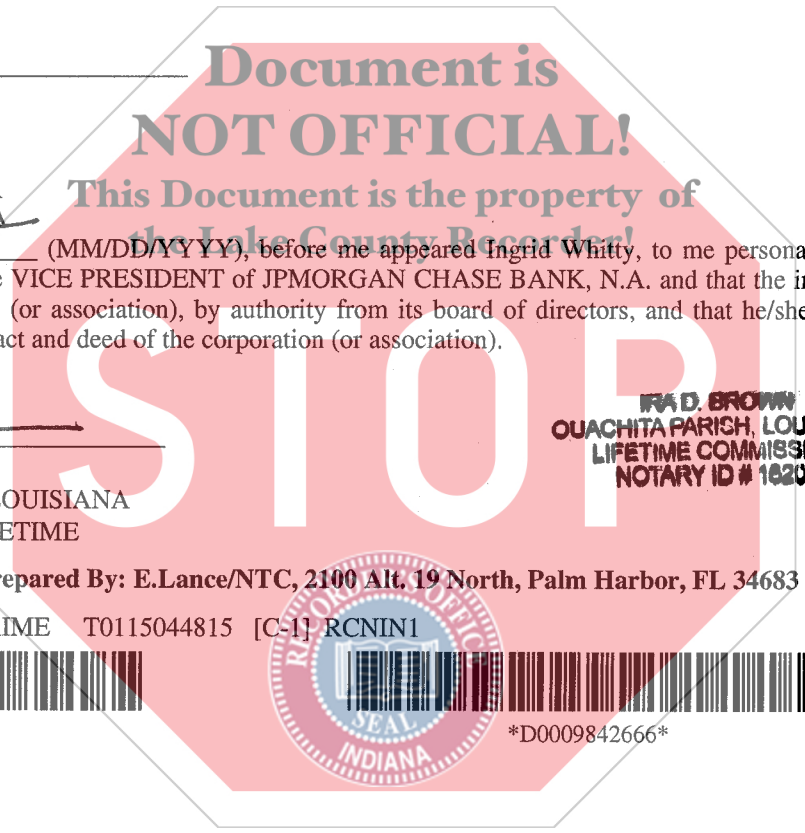 Document is
NOT OFFICIAL!
This Document is the property of
the Lake County Recorder!
(MM/DD/YYYY), before me appeared Ingrid Whitty, to me persona
e VICE PRESIDENT of JPMORGAN CHASE BANK, N.A. and that the in
(or association), by authority from its board of directors, and that he/she
act and deed of the corporation (or association).
STOP
IRA D. BROWN
OUACHITA PARISH, LOU
LIFETIME COMMISSI
NOTARY ID # 1620
LOUISIANA
ETIME
repared By: E.Lance/NTC, 2100 Alt. 19 North, Palm Harbor, FL 34683
IME T0115044815 [C-1] RCNIN1
RECORDER'S OFFICE
SEAL
INDIANA
*D0009842666*